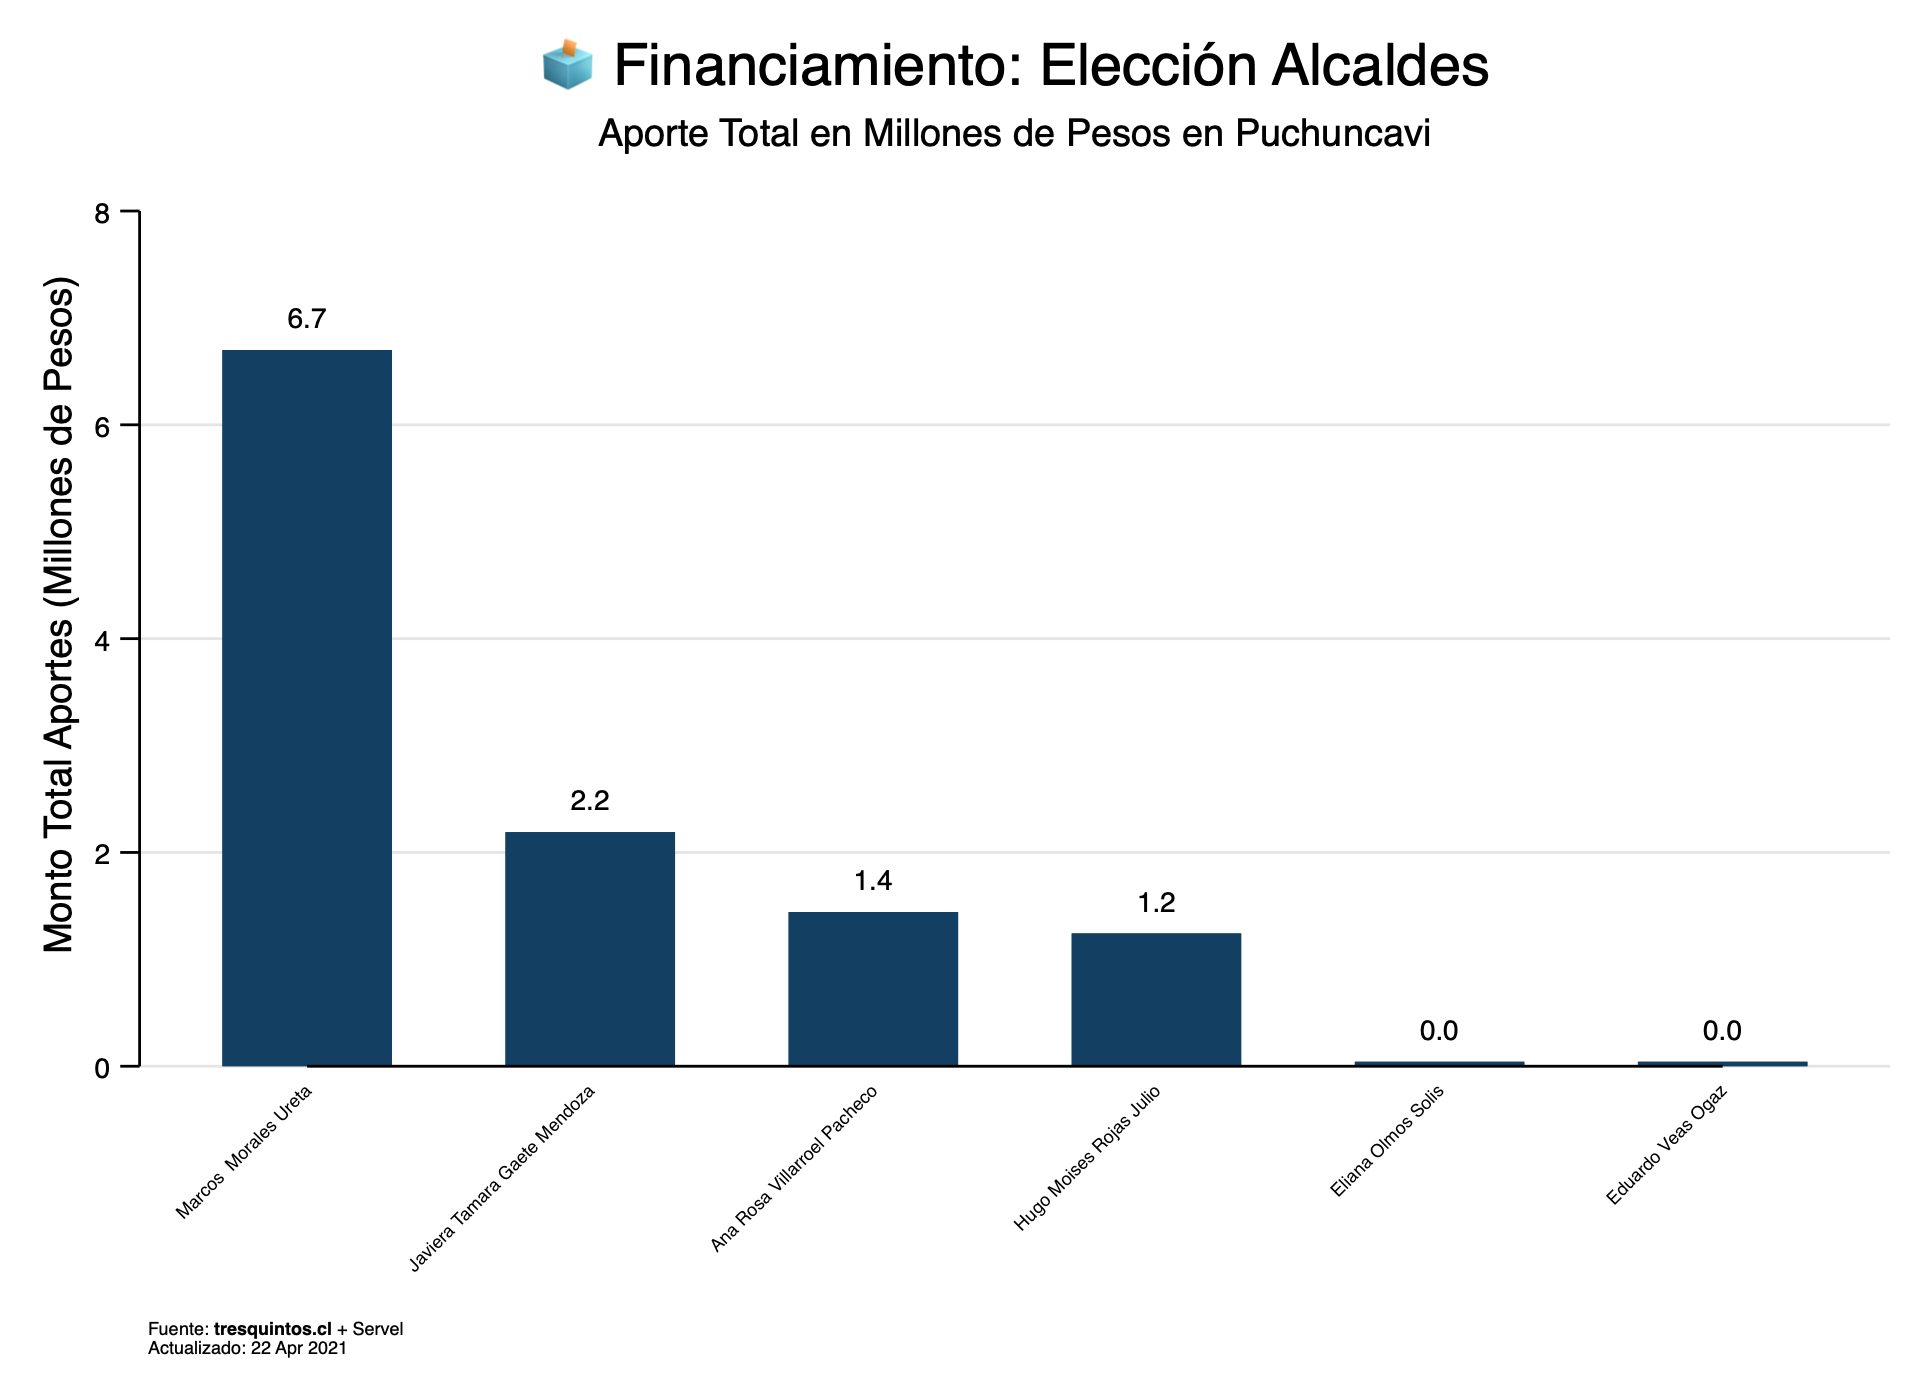 Financiamiento: Elección Alcaldes
Aporte Total en Millones de Pesos en Puchuncavi
Monto Total Aportes (Millones de Pesos)
8
6
4
2
0
6.7
2.2
1.4
1.2
0.0
0.0
Marcos  Morales Ureta
Javiera Tamara Gaete Mendoza
Ana Rosa Villarroel Pacheco
Hugo Moises Rojas Julio
Eliana Olmos Solis
Eduardo Veas Ogaz
Fuente: tresquintos.cl + Servel
Actualizado: 22 Apr 2021